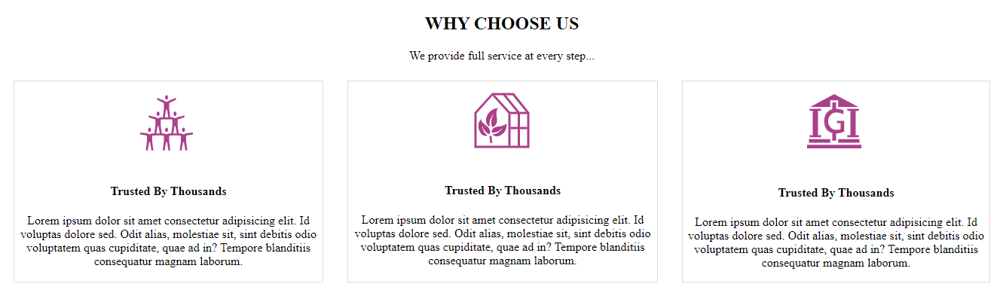 WHY CHOOSE US
We provide full service at every step...
Trusted By Thousands
Lorem ipsum dolor sit amet consectetur adipisicing elit. Id
voluptas dolore sed. Odit alias, molestiae sit, sint debitis odio
voluptatem quas cupiditate, quae ad in? Tempore blanditiis
consequatur magnam laborum.
Trusted By Thousands
Lorem ipsum dolor sit amet consectetur adipisicing elit. Id
voluptas dolore sed. Odit alias, molestiae sit, sint debitis odio
voluptatem quas cupiditate, quae ad in? Tempore blanditiis
consequatur magnam laborum.
IGI
Trusted By Thousands
Lorem ipsum dolor sit amet consectetur adipisicing elit. Id
voluptas dolore sed. Odit alias, molestiae sit, sint debitis odio
voluptatem quas cupiditate, quae ad in? Tempore blanditiis
consequatur magnam laborum.